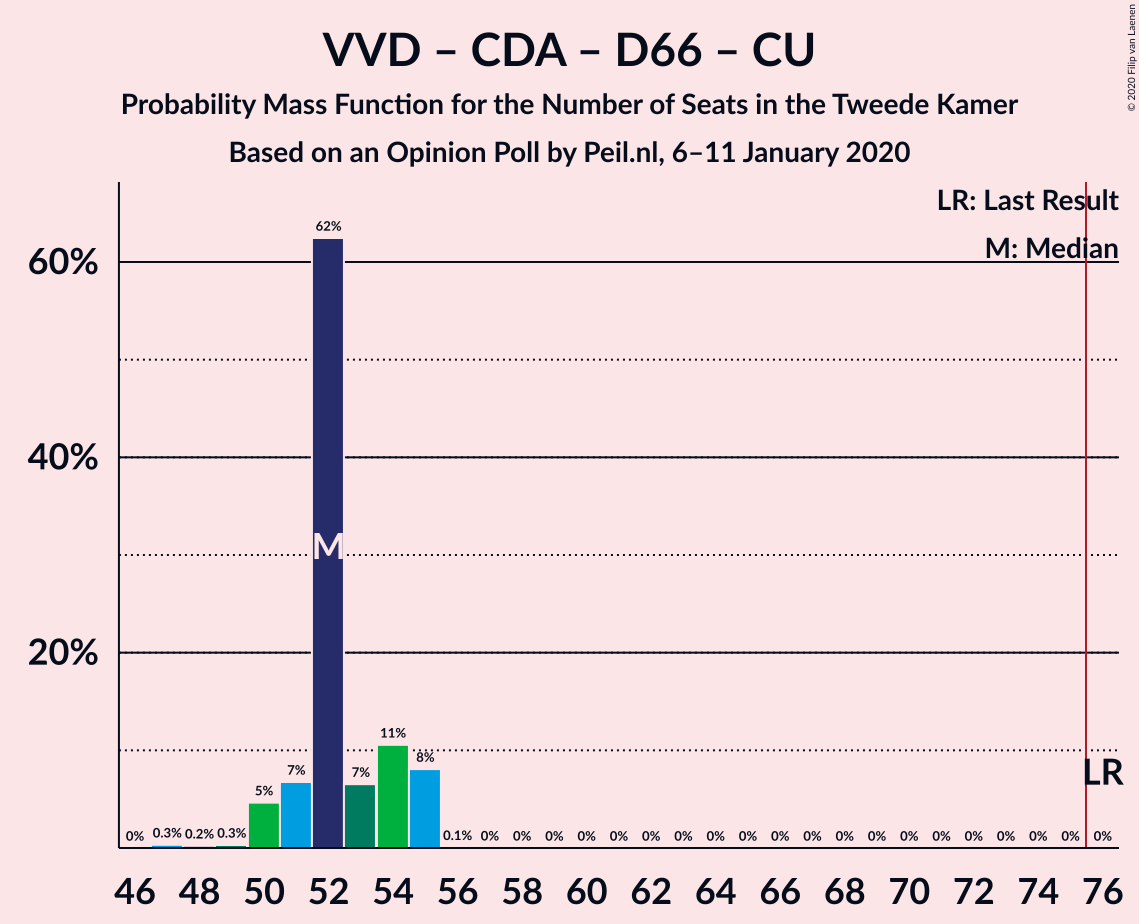 VVD – CDA – D66 – CU
Probability Mass Function for the Number of Seats in the Tweede Kamer
Based on an Opinion Poll by Peil.nl, 6–11 January 2020
© 2020 Filip van Laenen
LR: Last Result
M: Median
60%
40%
20%
0% 0.3% 0.2% 0.3% 5% 7% 62% 7% 11% 8% 0.1% 0% 0% 0% 0% 0% 0% 0% 0% 0% 0% 0% 0% 0% 0% 0% 0% 0% 0% 0% 0%
M
LR
46 48 50 52 54 56 58 60 62 64 66 68 70 72 74 76